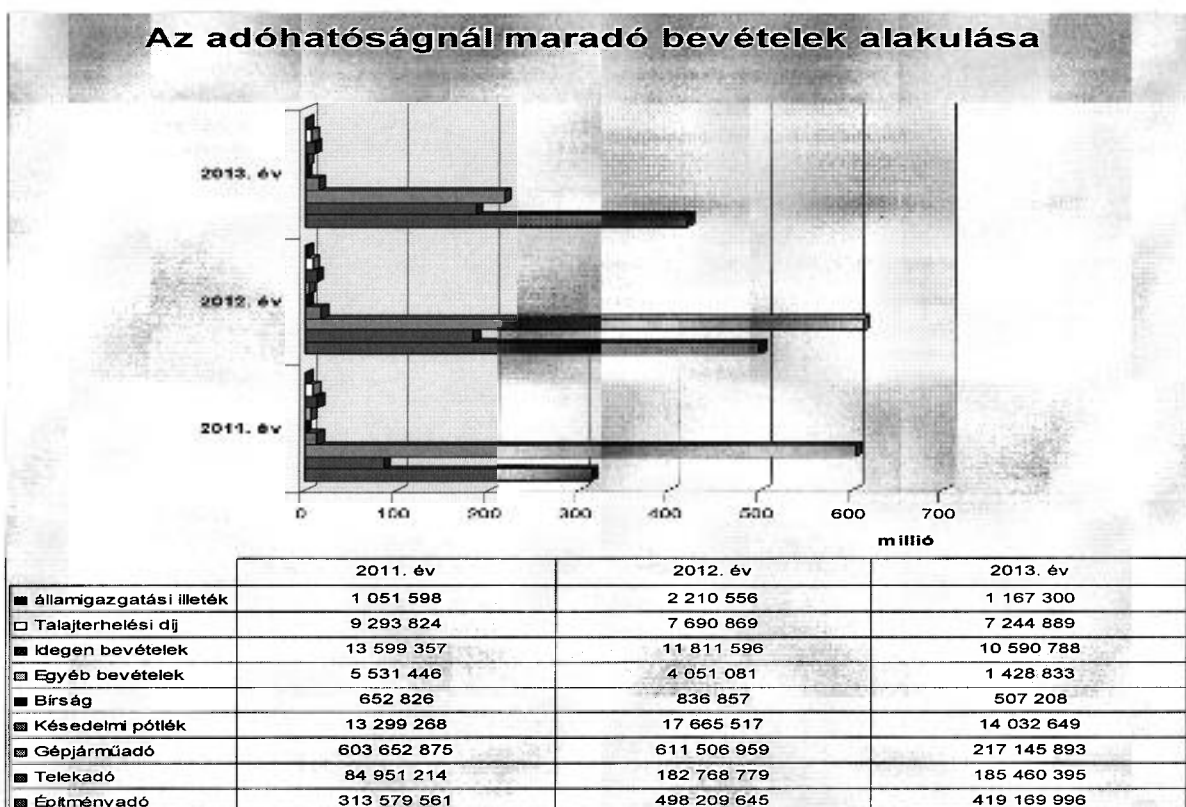 Az adóhatóságnál maradó bevételek alakulása
2013. év
2012. év
2011. év
0 100 200 300 400 500 600 700
millió
2011. év 2012. év 2013. év
államigazgatási illeték 1 051 598 2 210 556 1 167 300
Talajterhelési díj 9 293 824 7 690 869 7 244 889
Idegen bevételek 13 599 357 11 811 596 10 590 788
Egyéb bevételek 5 531 446 4 051 081 1 428 833
Bírság 652 826 836 857 507 208
Késedelmi pótlék 13 299 268 17 665 517 14 032 649
Gépjárműadó 603 652 875 611 506 959 217 145 893
Telekadó 84 951 214 182 768 779 185 460 395
Építményadó 313 579 561 498 209 645 419 169 996